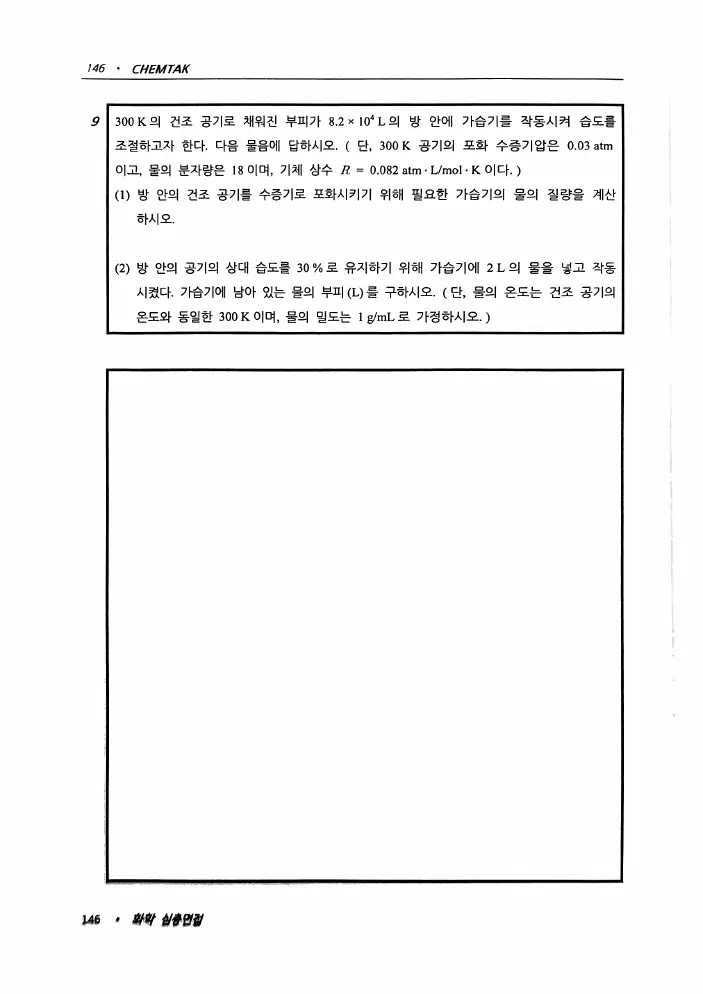 146 • CHEMTAK
9 300 K의 건조 공기로 채워진 부피가 8.2 × 10⁴ L의 방 안에 가습기를 작동시켜 습도를
조절하고자 한다. 다음 물음에 답하시오. ( 단, 300 K 공기의 포화 수증기압은 0.03 atm
이고, 물의 분자량은 18 이며, 기체 상수 R = 0.082 atm · L/mol · K 이다. )
(1) 방 안의 건조 공기를 수증기로 포화시키기 위해 필요한 가습기의 물의 질량을 계산
하시오.
(2) 방 안의 공기의 상대 습도를 30 % 로 유지하기 위해 가습기에 2 L 의 물을 넣고 작동
시켰다. 가습기에 남아 있는 물의 부피 (L) 를 구하시오. ( 단, 물의 온도는 건조 공기의
온도와 동일한 300 K 이며, 물의 밀도는 1 g/mL 로 가정하시오. )
146 • 화학 심층면접